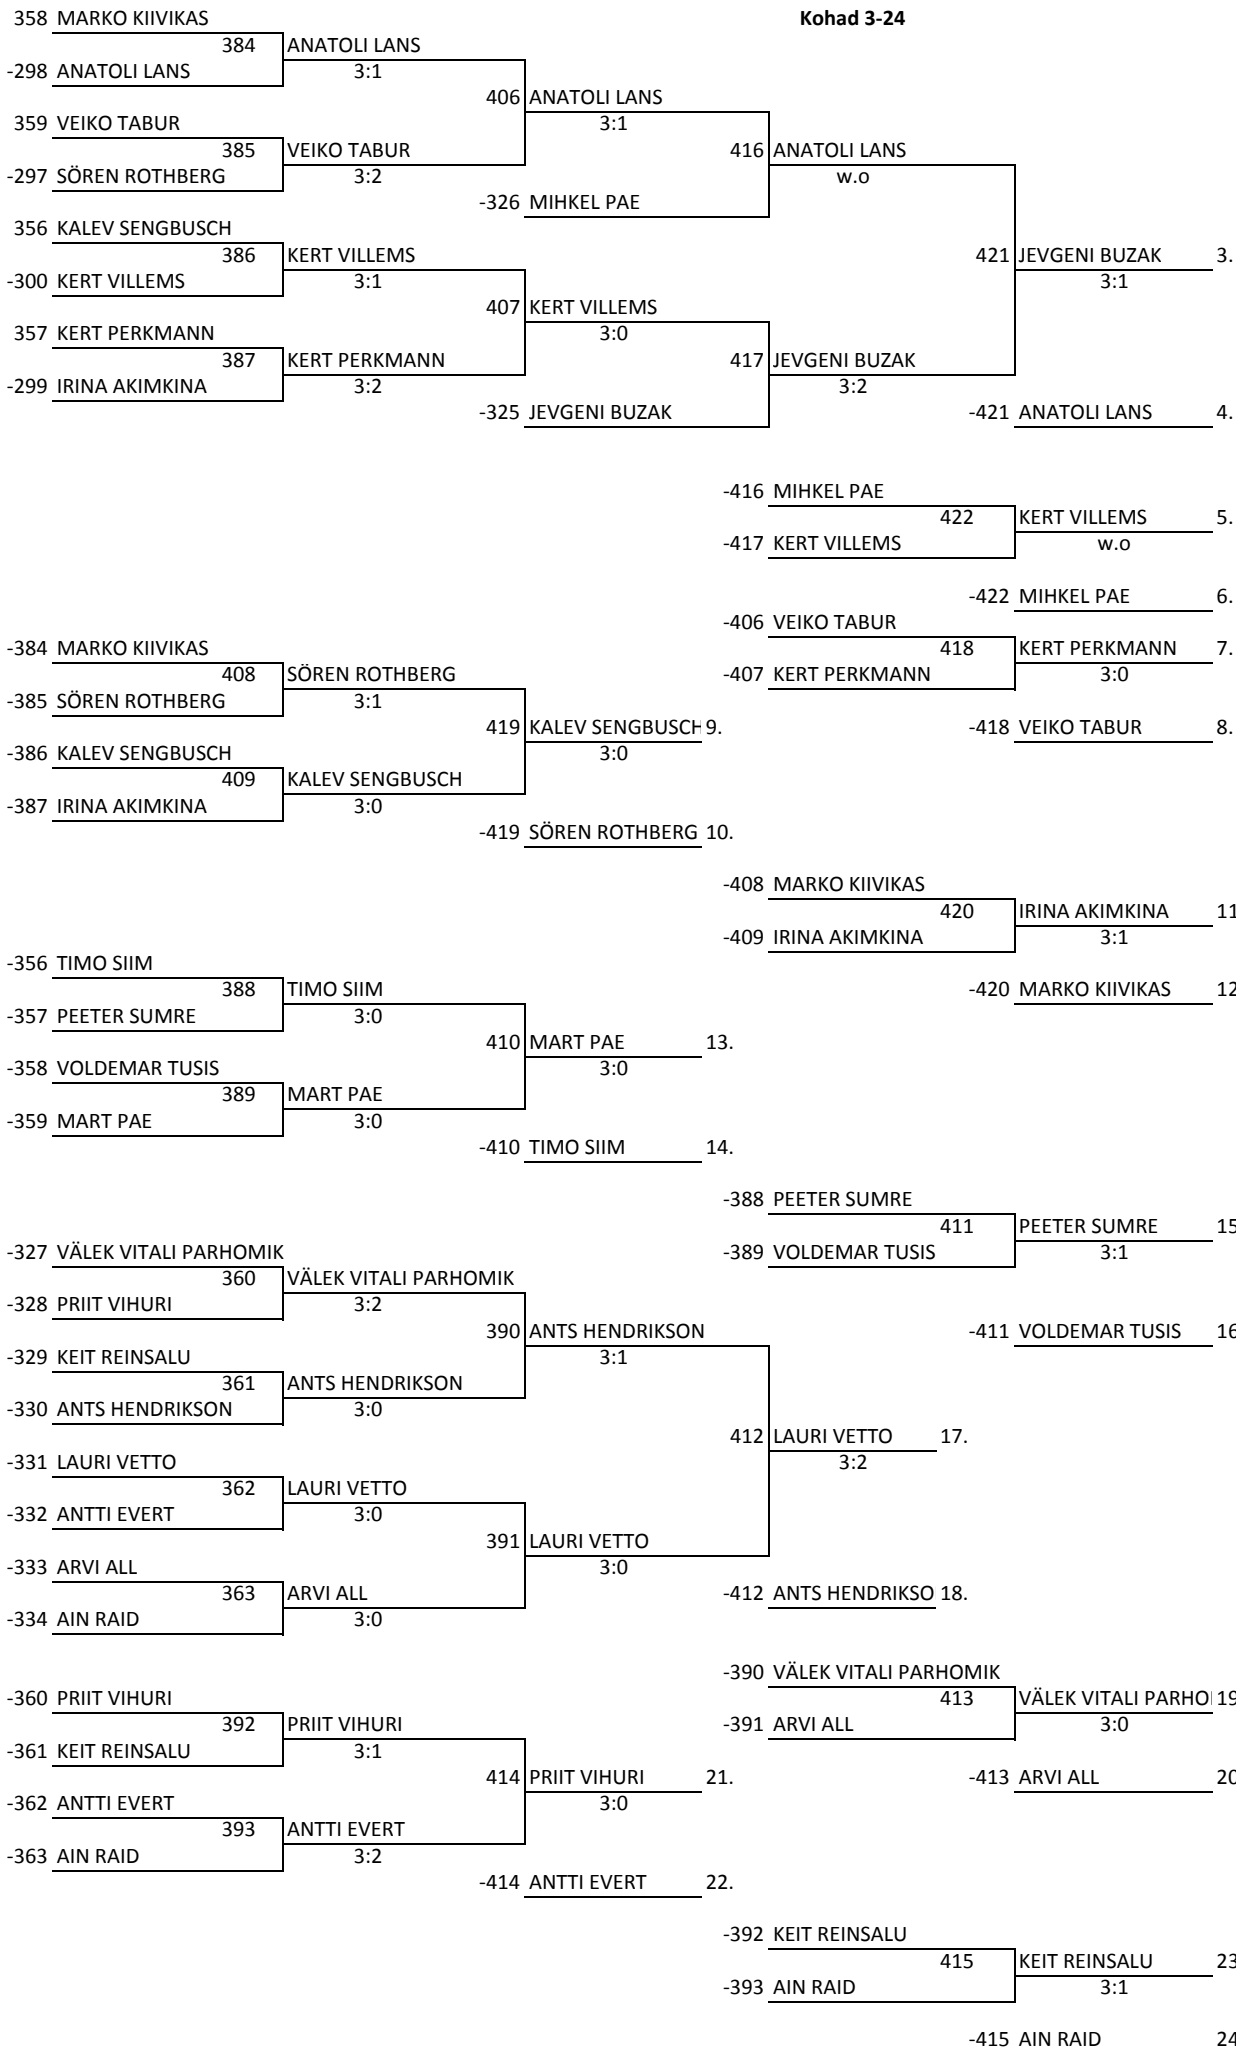 358 MARKO KIIVIKAS Kohad 3-24
384 ANATOLI LANS
-298 ANATOLI LANS 3:1
406 ANATOLI LANS
359 VEIKO TABUR 3:1
385 VEIKO TABUR 416 ANATOLI LANS
-297 SÖREN ROTHBERG 3:2 w.o
-326 MIHKEL PAE
356 KALEV SENGBUSCH
386 KERT VILLEMS 421 JEVGENI BUZAK 3.
-300 KERT VILLEMS 3:1 3:1
407 KERT VILLEMS
357 KERT PERKMANN 3:0
387 KERT PERKMANN 417 JEVGENI BUZAK
-299 IRINA AKIMKINA 3:2 3:2
-325 JEVGENI BUZAK -421 ANATOLI LANS 4.
-416 MIHKEL PAE
422 KERT VILLEMS 5.
-417 KERT VILLEMS w.o
-422 MIHKEL PAE 6.
-406 VEIKO TABUR
-384 MARKO KIIVIKAS 418 KERT PERKMANN 7.
408 SÖREN ROTHBERG -407 KERT PERKMANN 3:0
-385 SÖREN ROTHBERG 3:1
419 KALEV SENGBUSCH 9. -418 VEIKO TABUR 8.
-386 KALEV SENGBUSCH 3:0
409 KALEV SENGBUSCH
-387 IRINA AKIMKINA 3:0
-419 SÖREN ROTHBERG 10.
-408 MARKO KIIVIKAS
420 IRINA AKIMKINA 11
-409 IRINA AKIMKINA 3:1
-356 TIMO SIIM
388 TIMO SIIM -420 MARKO KIIVIKAS 12
-357 PEETER SUMRE 3:0
410 MART PAE 13.
-358 VOLDEMAR TUSIS 3:0
389 MART PAE
-359 MART PAE 3:0
-410 TIMO SIIM 14.
-388 PEETER SUMRE
411 PEETER SUMRE 15
-327 VÄLEK VITALI PARHOMIK -389 VOLDEMAR TUSIS 3:1
360 VÄLEK VITALI PARHOMIK
-328 PRIIT VIHURI 3:2
390 ANTS HENDRIKSON -411 VOLDEMAR TUSIS 16
-329 KEIT REINSALU 3:1
361 ANTS HENDRIKSON
-330 ANTS HENDRIKSON 3:0
412 LAURI VETTO 17.
-331 LAURI VETTO 3:2
362 LAURI VETTO
-332 ANTTI EVERT 3:0
391 LAURI VETTO
-333 ARVI ALL 3:0
363 ARVI ALL -412 ANTS HENDRIKSO 18.
-334 AIN RAID 3:0
-390 VÄLEK VITALI PARHOMIK
-360 PRIIT VIHURI 413 VÄLEK VITALI PARHO 19
392 PRIIT VIHURI -391 ARVI ALL 3:0
-361 KEIT REINSALU 3:1
414 PRIIT VIHURI 21. -413 ARVI ALL 20
-362 ANTTI EVERT 3:0
393 ANTTI EVERT
-363 AIN RAID 3:2
-414 ANTTI EVERT 22.
-392 KEIT REINSALU
415 KEIT REINSALU 23
-393 AIN RAID 3:1
-415 AIN RAID 24